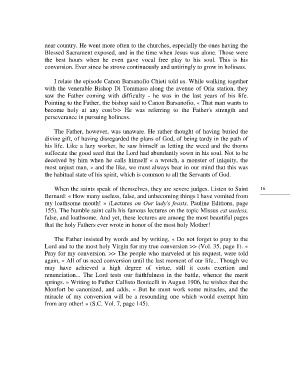 near country. He went more often to the churches, especially the ones having the
Blessed Sacrament exposed, and in the time when Jesus was alone. Those were
the best hours when he even gave vocal free play to his soul. This is his
conversion. Ever since he strove continuously and untiringly to grow in holiness.
I relate the episode Canon Barsanofio Chieti told us. While walking together
with the venerable Bishop Di Tommaso along the avenue of Oria station, they
saw the Father coming with difficulty - he was in the last years of his life.
Pointing to the Father, the bishop said to Canon Barsanofio, « That man wants to
become holy at any cost!>> He was referring to the Father's strength and
perseverance in pursuing holiness.
The Father, however, was unaware. He rather thought of having buried the
divine gift, of having disregarded the plans of God, of being tardy in the path of
his life. Like a lazy worker, he saw himself as letting the weed and the thorns
suffocate the good seed that the Lord had abundantly sown in his soul. Not to be
deceived by him when he calls himself « a wretch, a monster of iniquity, the
most unjust man, » and the like, we must always bear in our mind that this was
the habitual state of his spirit, which is common to all the Servants of God.
When the saints speak of themselves, they are severe judges. Listen to Saint
Bernard: « How many useless, false, and unbecoming things I have vomited from
my loathsome mouth! » (Lectures on Our lady's feasts, Pauline Editions, page
155). The humble saint calls his famous lectures on the topic Missus est useless,
false, and loathsome. And yet, these lectures are among the most beautiful pages
that the holy Fathers ever wrote in honor of the most holy Mother!
16
The Father insisted by words and by writing, « Do not forget to pray to the
Lord and to the most holy Virgin for my true conversion >> (Vol. 35, page 8). «
Pray for my conversion. >> The people who marveled at his request, were told
again, « All of us need conversion until the last moment of our life... Though we
may have achieved a high degree of virtue, still it costs exertion and
renunciation... The Lord tests our faithfulness in the battle, whence the merit
springs. » Writing to Father Callisto Bonicelli in August 1906, he wishes that the
Monfort be canonized, and adds, « But he must work some miracles, and the
miracle of my conversion will be a resounding one which would exempt him
from any other! » (S.C. Vol. 7, page 145).